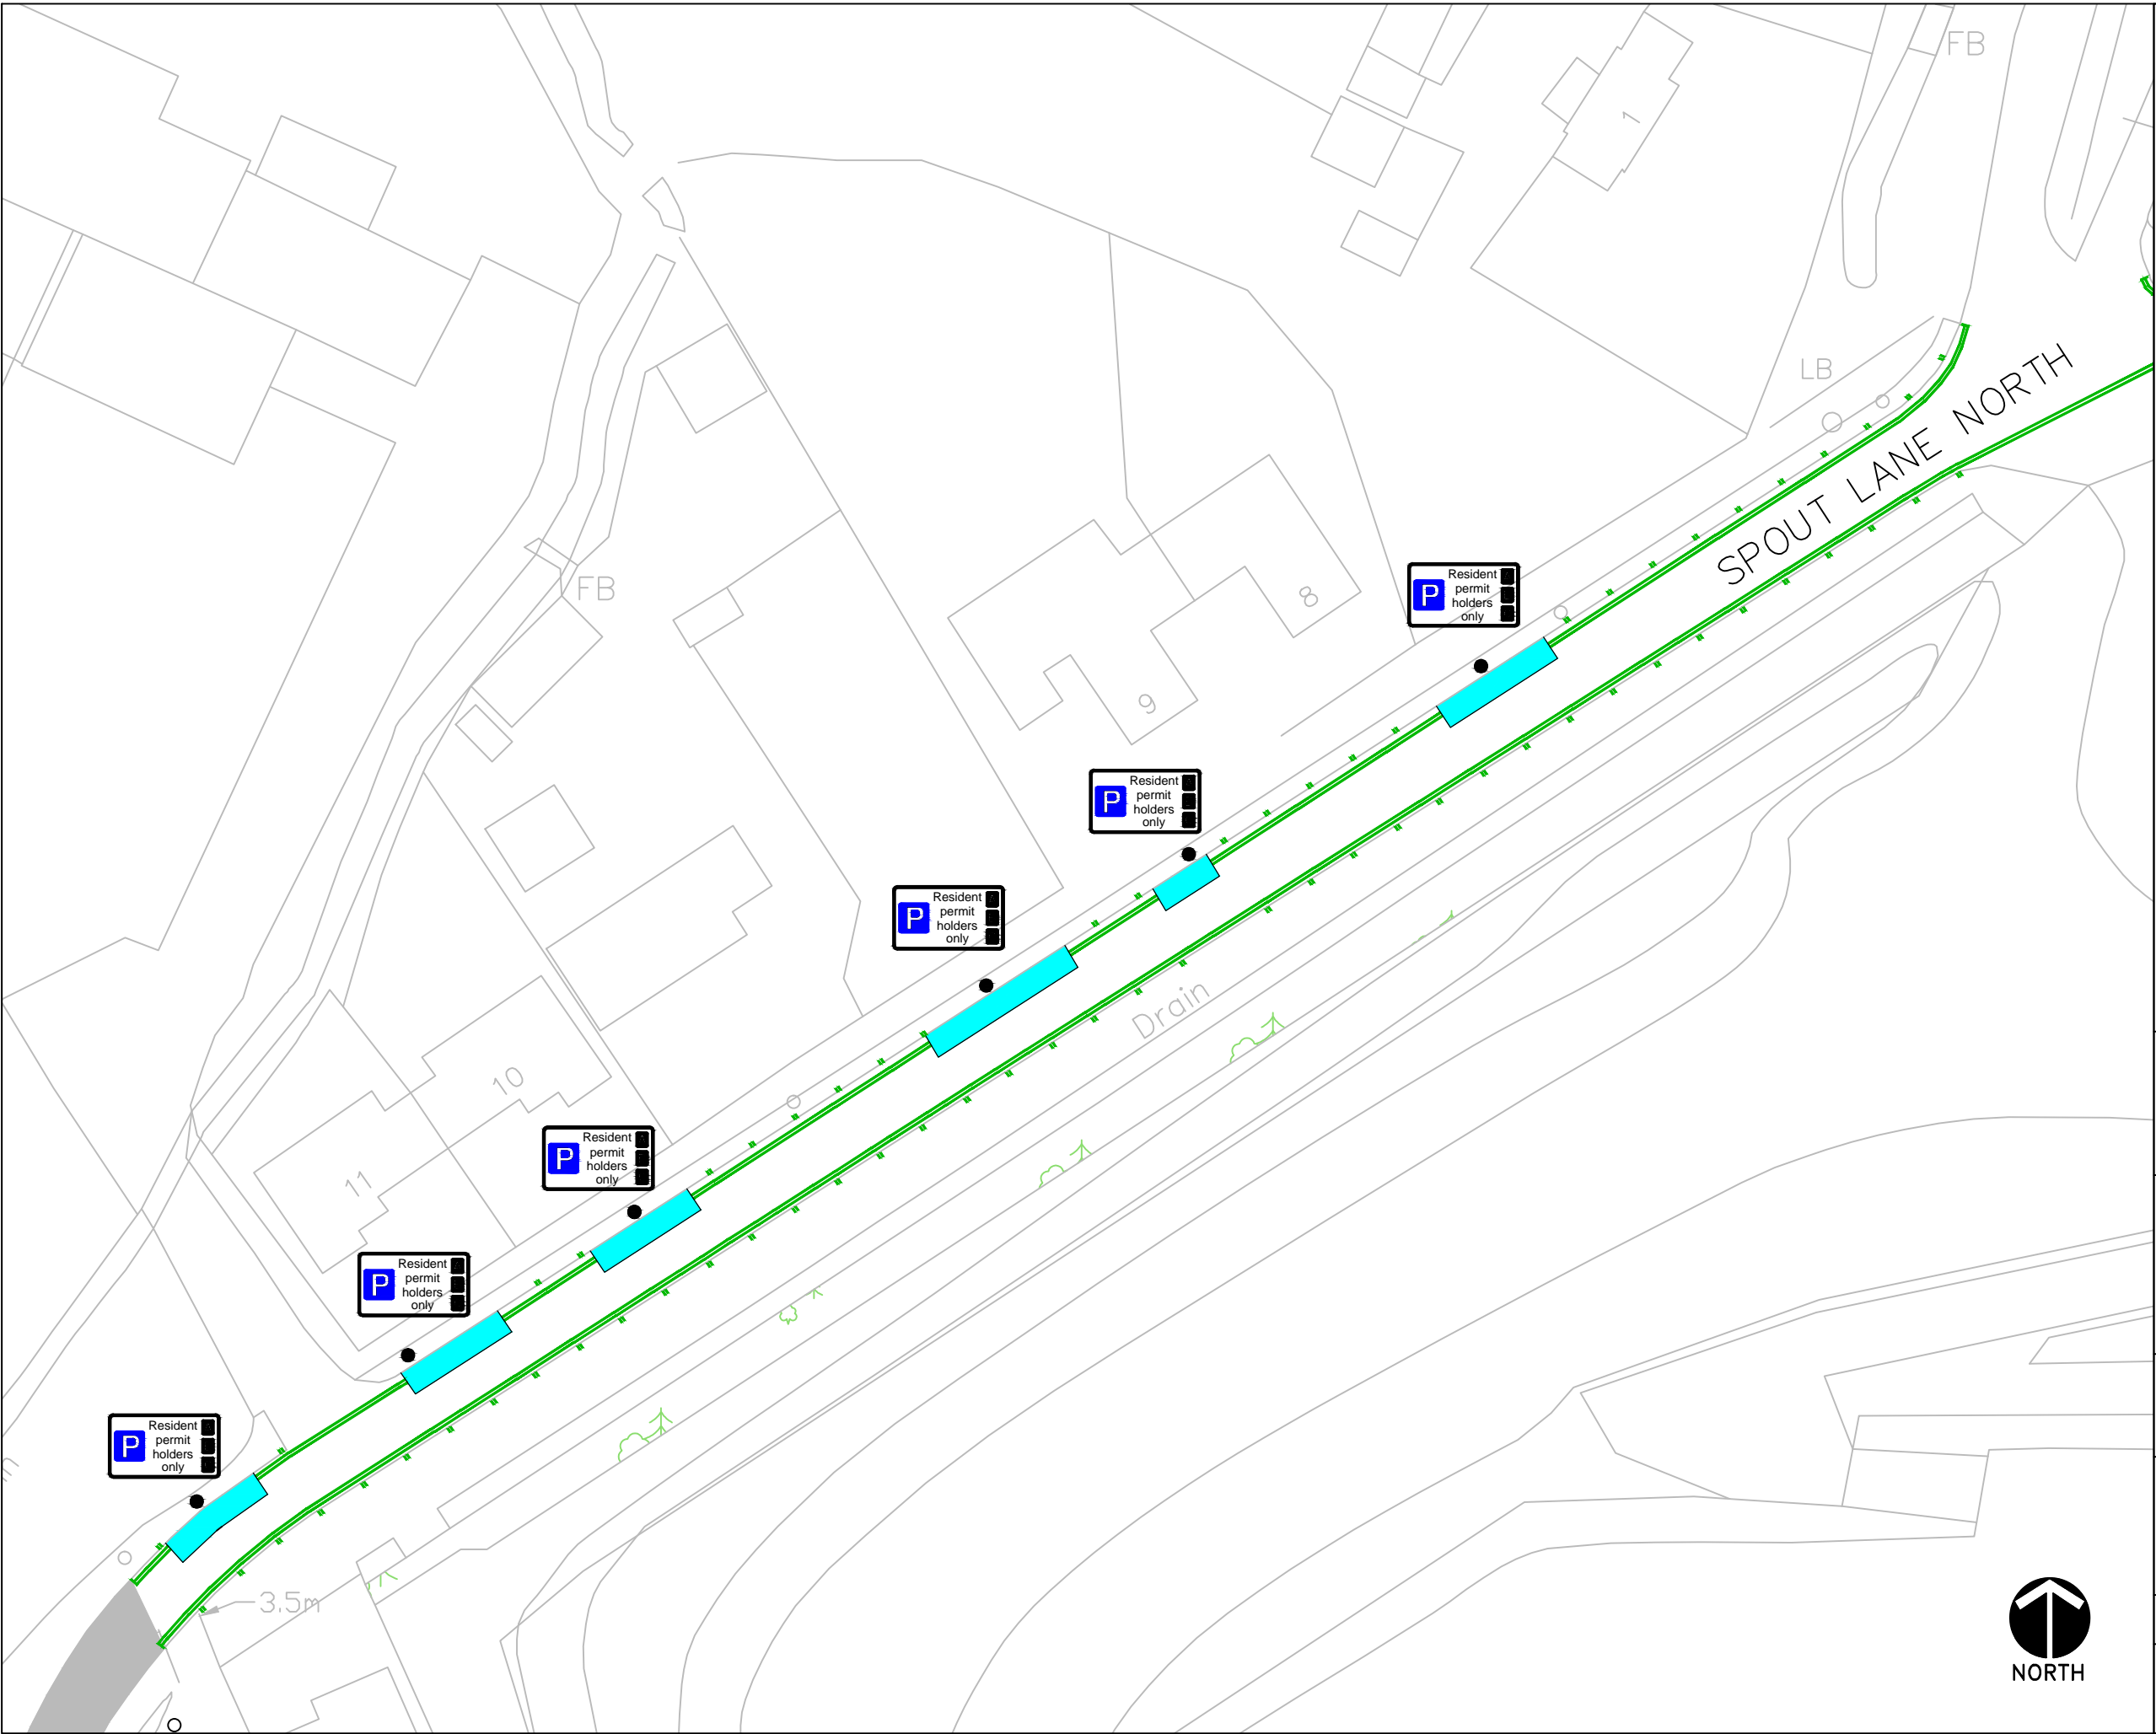 FB
1
LB
SPOUT LANE NORTH
FB
8
P
Resident
permit
holders
only
9
P
Resident
permit
holders
only
P
Resident
permit
holders
only
Drain
10
P
Resident
permit
holders
only
11
P
Resident
permit
holders
only
P
Resident
permit
holders
only
3.5m
NORTH